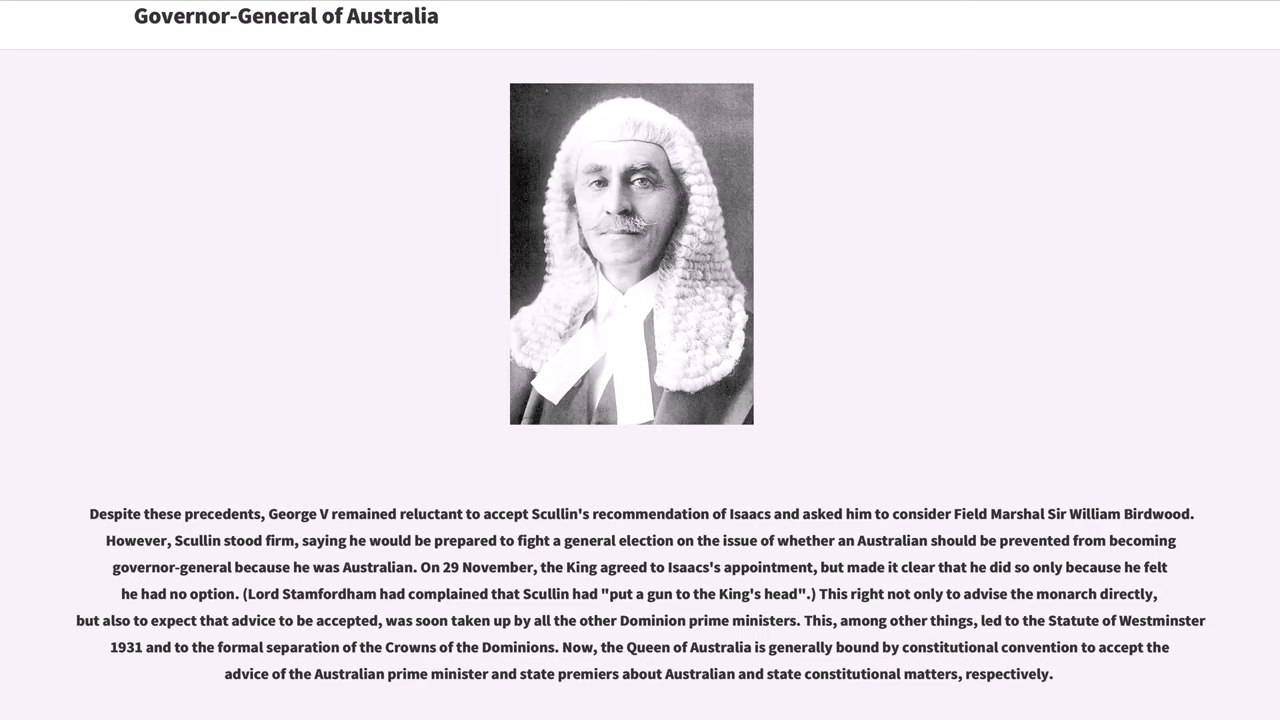 Governor-General of Australia
Despite these precedents, George V remained reluctant to accept Scullin's recommendation of Isaacs and asked him to consider Field Marshal Sir William Birdwood.
However, Scullin stood firm, saying he would be prepared to fight a general election on the issue of whether an Australian should be prevented from becoming
governor-general because he was Australian. On 29 November, the King agreed to Isaacs's appointment, but made it clear that he did so only because he felt
he had no option. (Lord Stamfordham had complained that Scullin had "put a gun to the King's head".) This right not only to advise the monarch directly,
but also to expect that advice to be accepted, was soon taken up by all the other Dominion prime ministers. This, among other things, led to the Statute of Westminster
1931 and to the formal separation of the Crowns of the Dominions. Now, the Queen of Australia is generally bound by constitutional convention to accept the
advice of the Australian prime minister and state premiers about Australian and state constitutional matters, respectively.